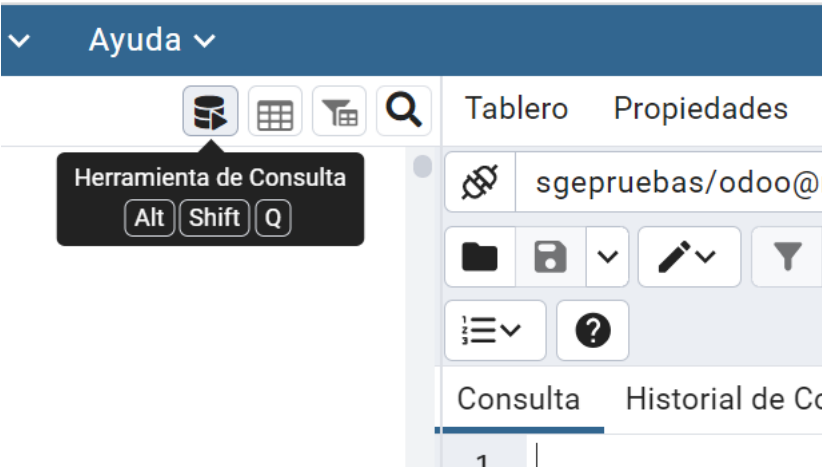 Ayuda
Tablero Propiedades
Herramienta de Consulta
Alt Shift Q
sgepruebas/odoo@
Consulta Historial de Co
1